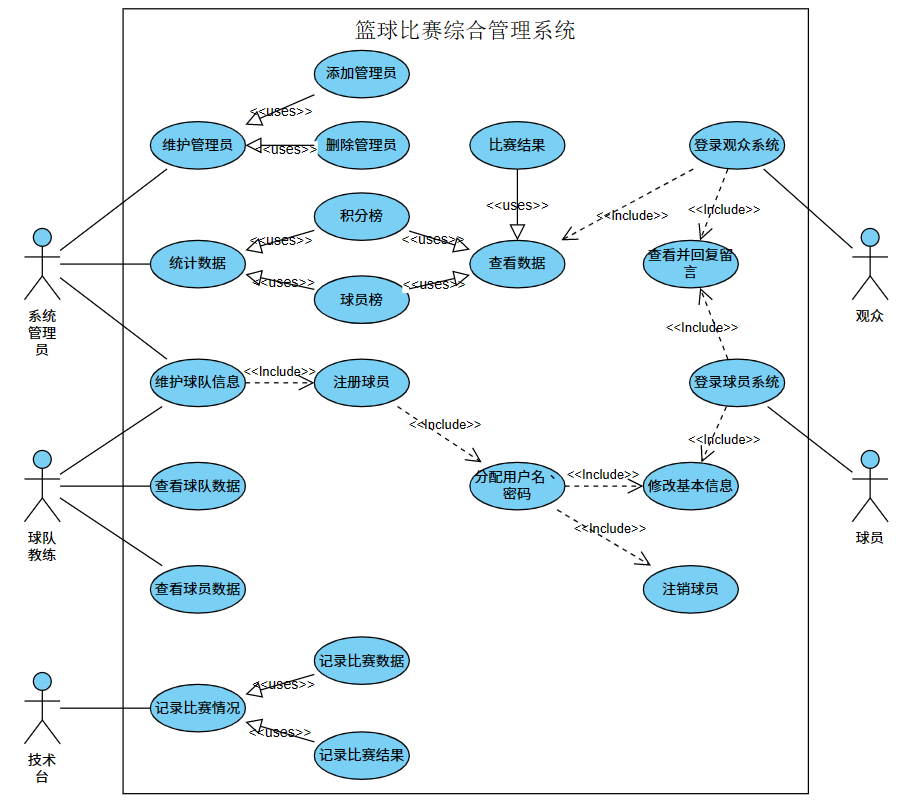 篮球比赛综合管理系统
添加管理员
<<uses>>
维护管理员
<<uses>>
删除管理员
比赛结果
登录观众系统
积分榜
<<uses>>
<<Include>>
<<Include>>
<<uses>>
<<uses>>
统计数据
查看数据
查看并回复留
言
<<uses>>
<<uses>>
球员榜
系统
管理
员
观众
<<Include>>
<<Include>>
维护球队信息
注册球员
登录球员系统
<<Include>>
<<Include>>
查看球队数据
分配用户名、
密码
<<Include>>
修改基本信息
球队
教练
球员
<<Include>>
查看球员数据
注销球员
记录比赛数据
<<uses>>
记录比赛情况
<<uses>>
记录比赛结果
技术
台